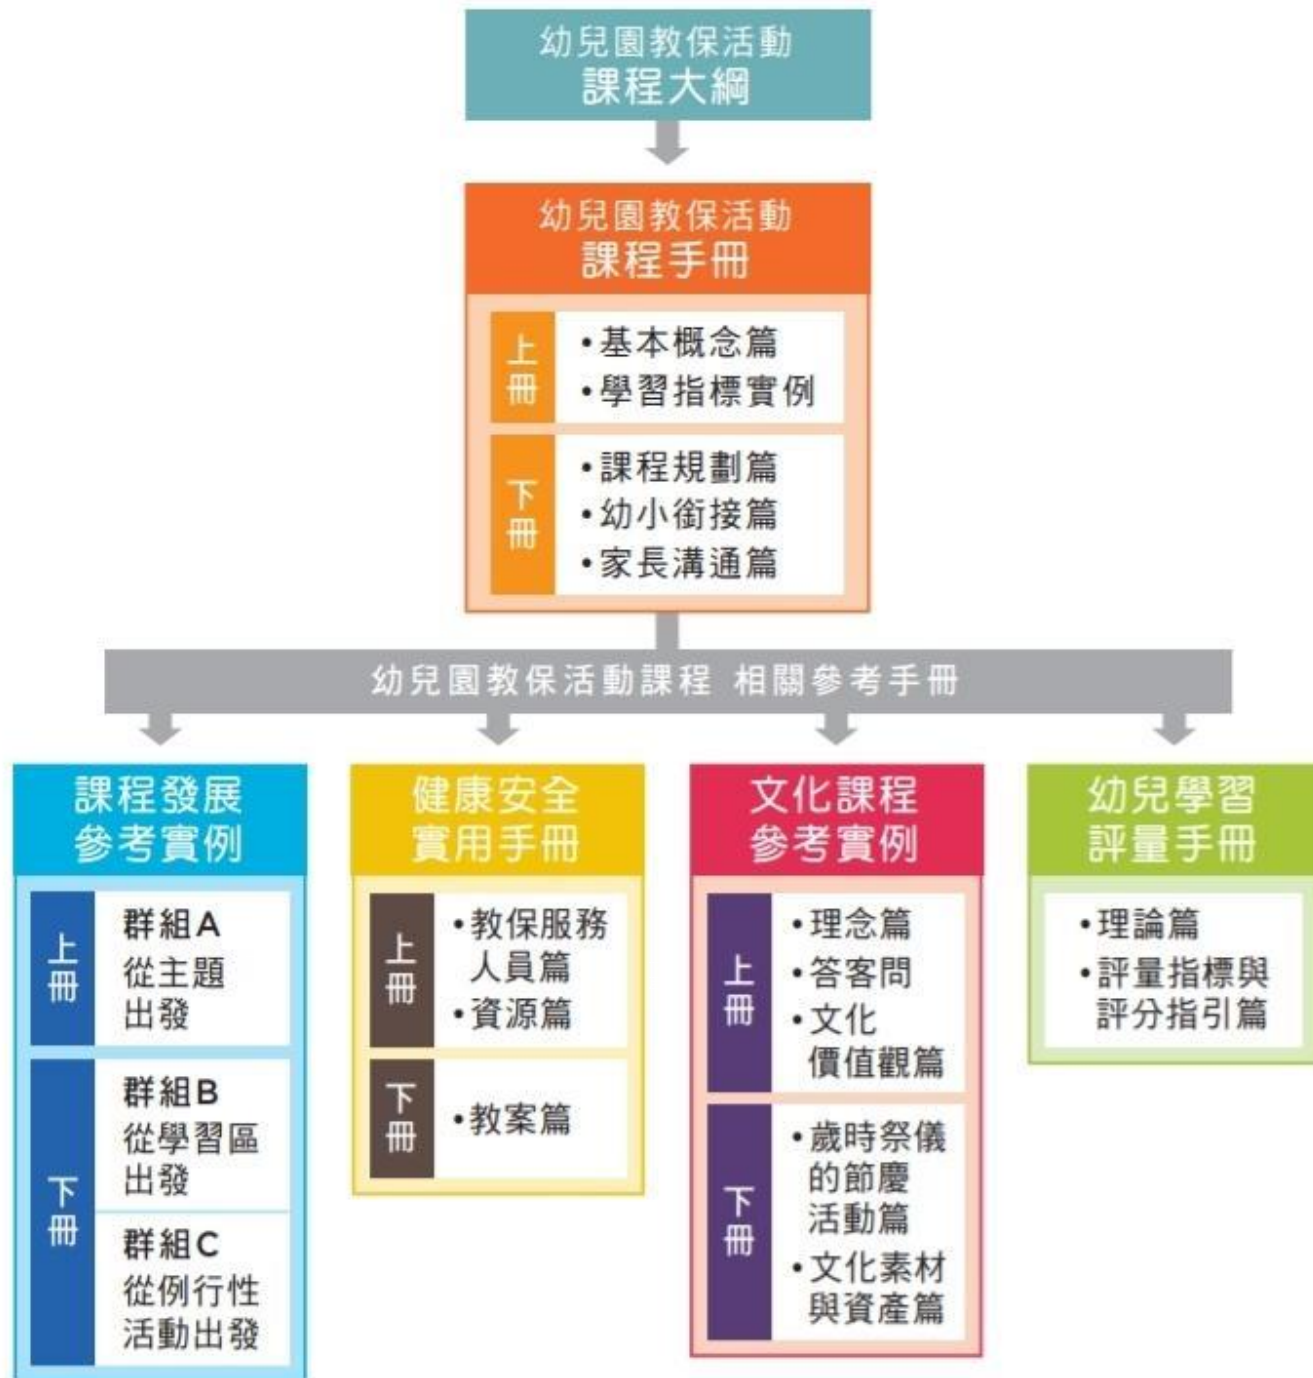 幼兒園教保活動
課程大綱
幼兒園教保活動
課程手冊
上冊
•基本概念篇
•學習指標實例
下冊
•課程規劃篇
•幼小銜接篇
•家長溝通篇
幼兒園教保活動課程 相關參考手冊
課程發展
參考實例
上冊
群組A
從主題
出發
下冊
群組B
從學習區
出發
群組C
從例行性
活動出發
健康安全
實用手冊
上冊
•教保服務
人員篇
•資源篇
下冊
•教案篇
文化課程
參考實例
上冊
•理念篇
•答客問
•文化
價值觀篇
下冊
•歲時祭儀
的節慶
活動篇
•文化素材
與資產篇
幼兒學習
評量手冊
•理論篇
•評量指標與
評分指引篇